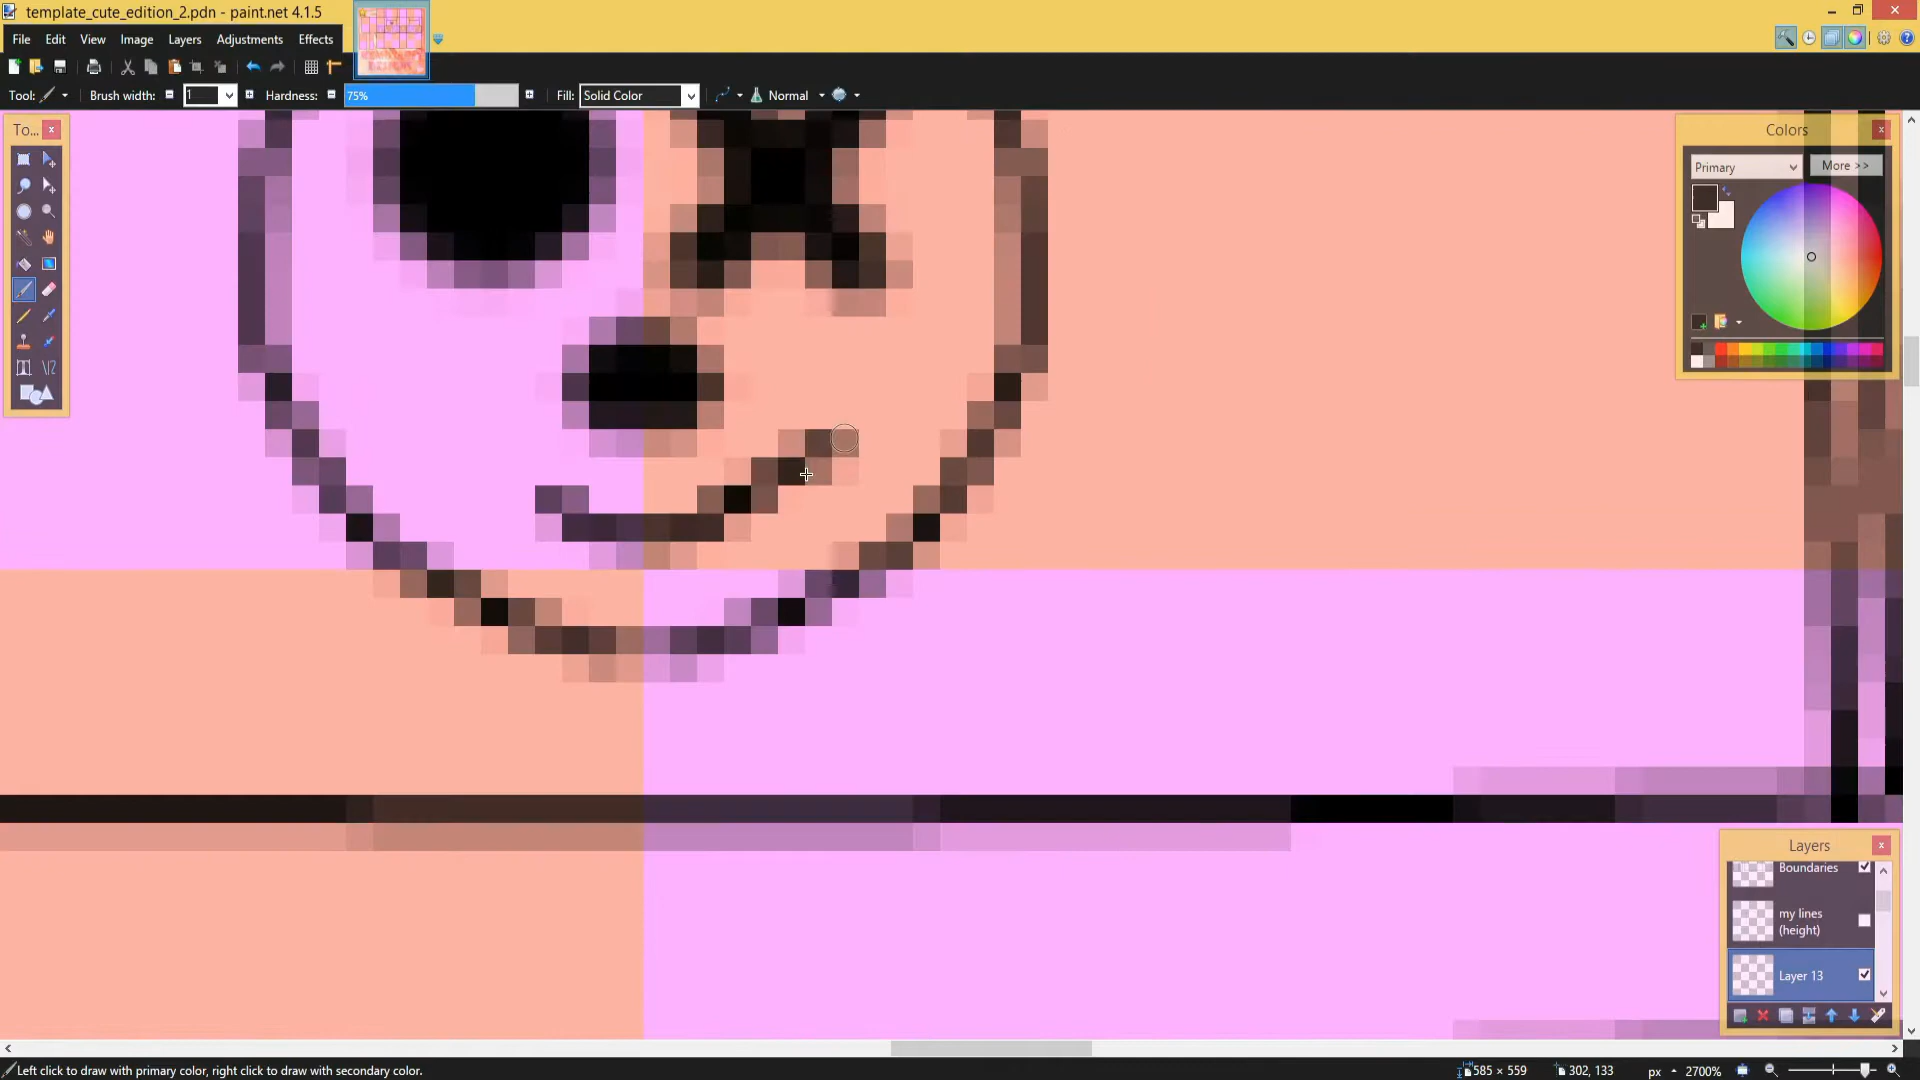 template_cute_edition_2.pdn - paint.net 4.1.5
File Edit View Image Layers Adjustments Effects
Tool: Brush width: 1 Hardness: 75% Fill: Solid Color Normal
To...
Colors
Primary More >>
Layers
Boundaries
my lines
(height)
Layer 13
Left click to draw with primary color, right click to draw with secondary color. 585 × 559 302, 133 px 2700%